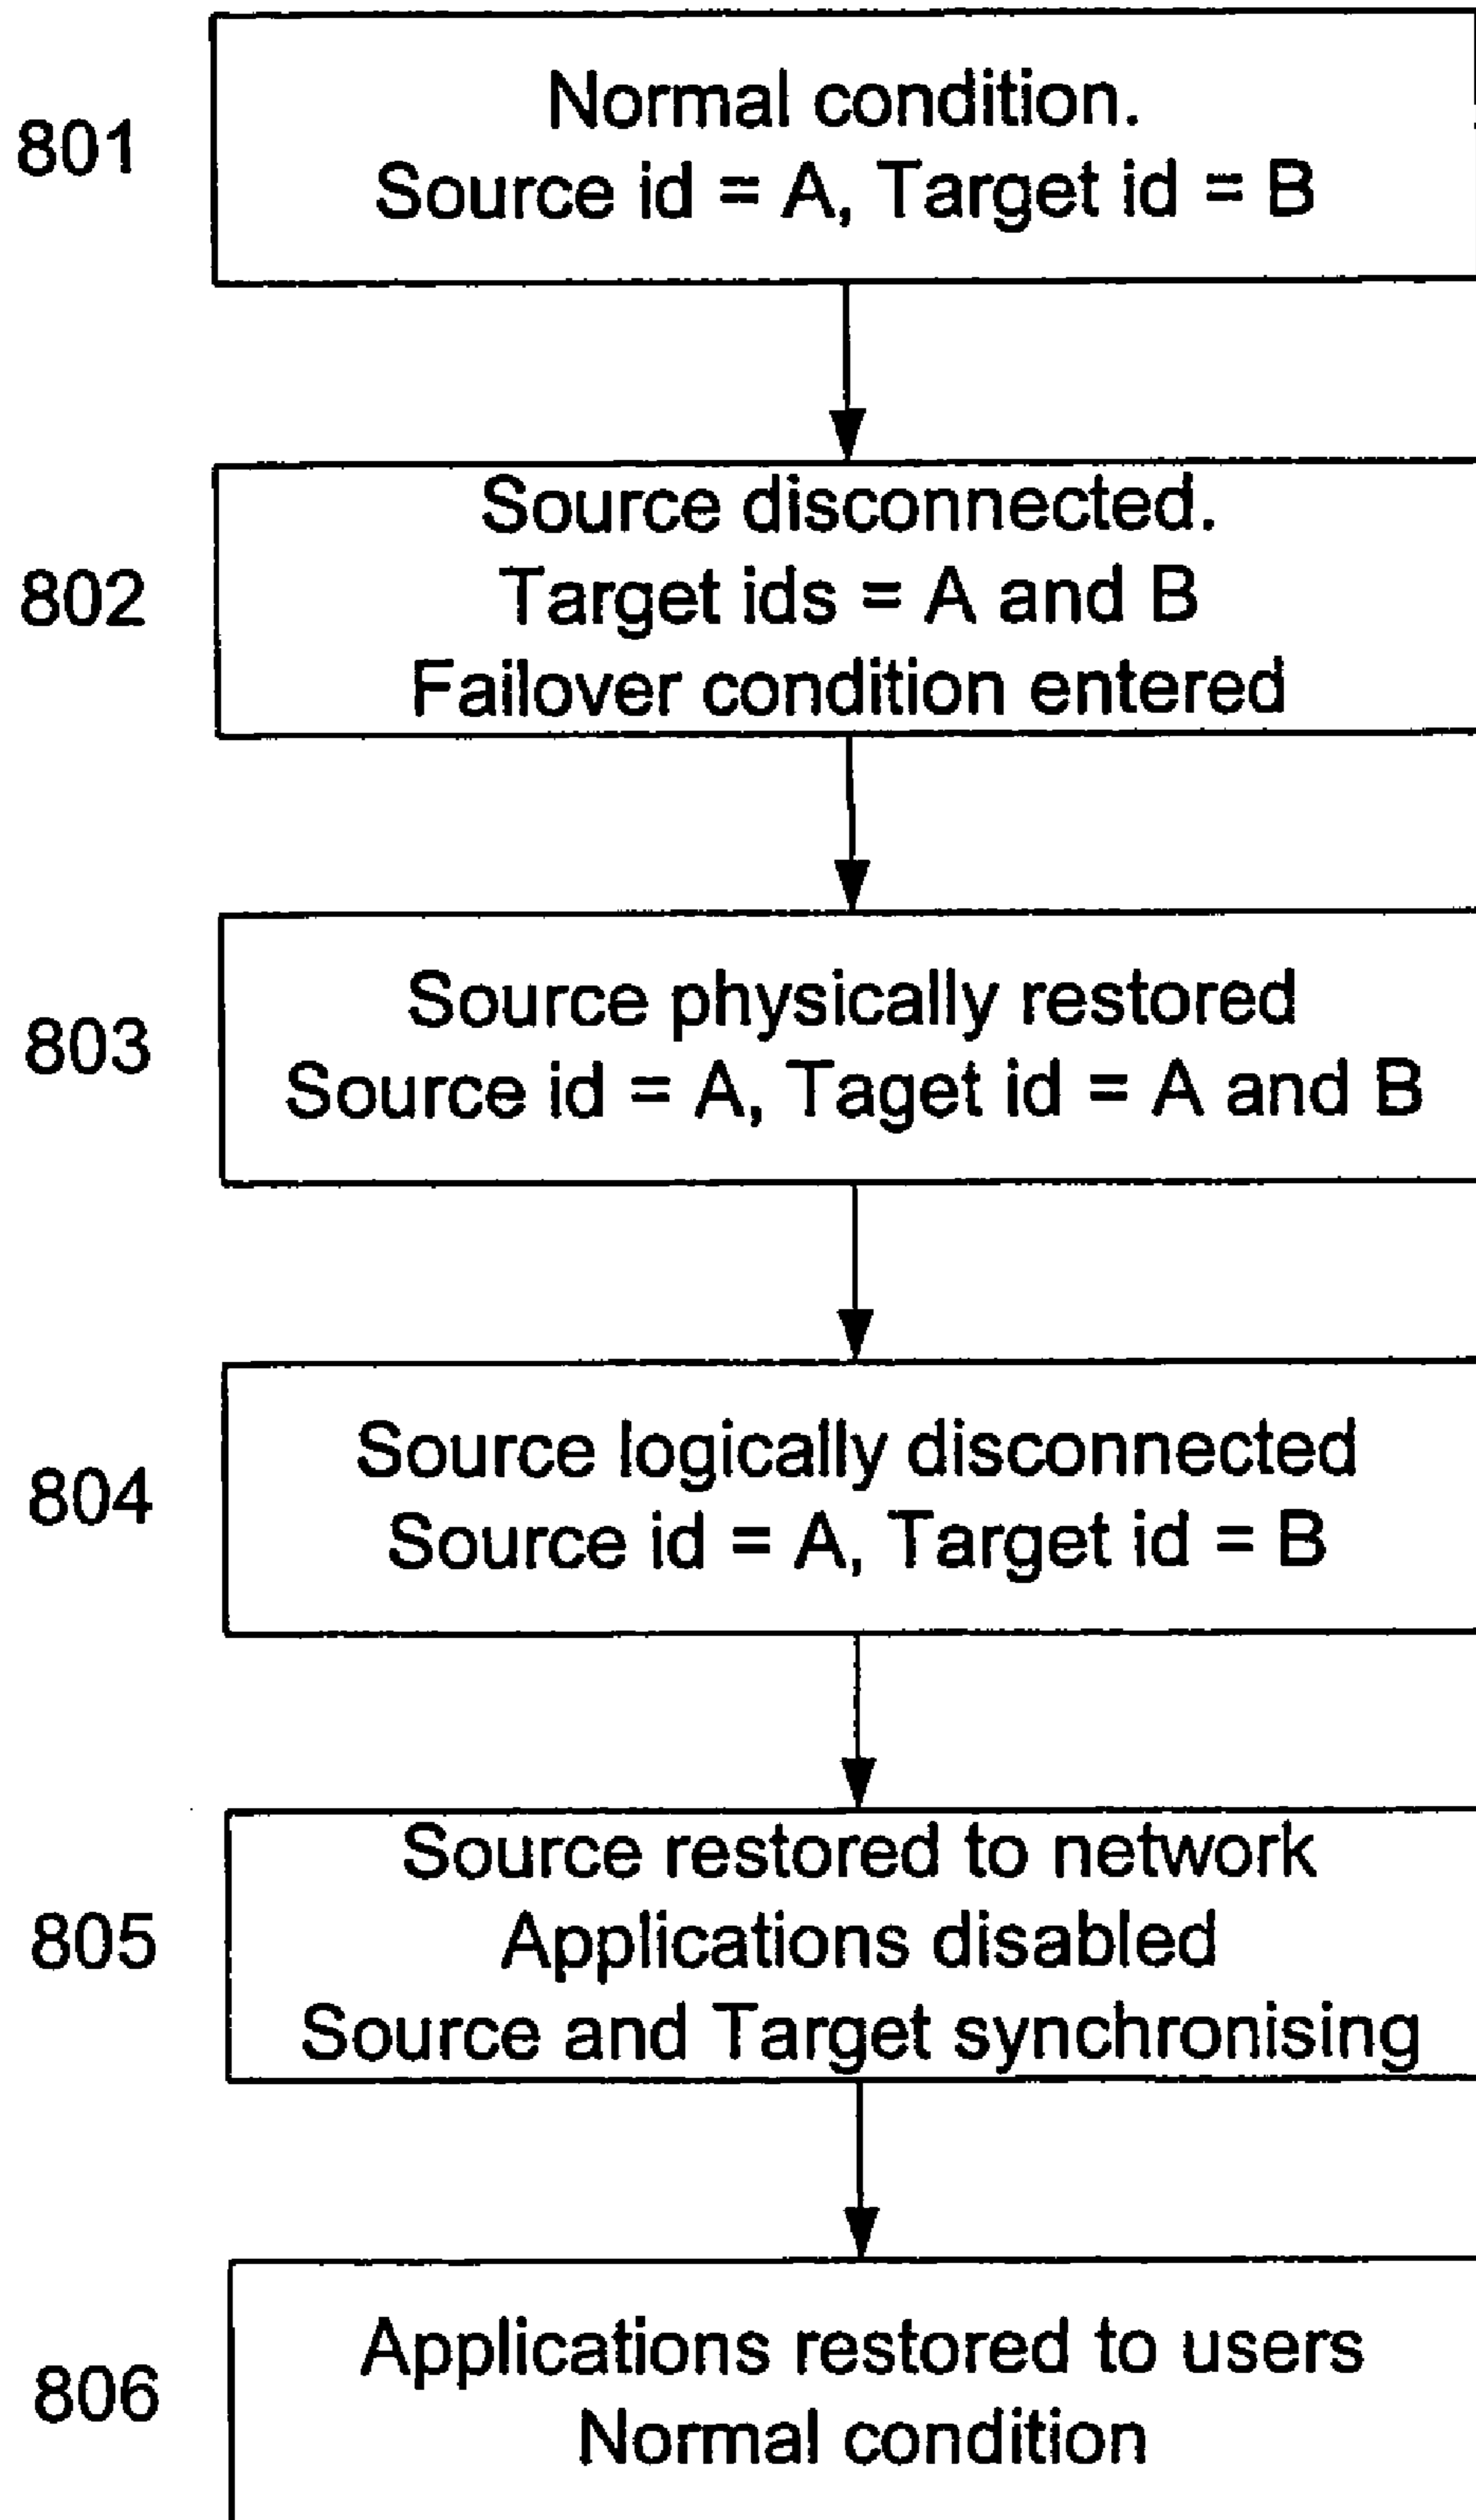 801
Normal condition.
Source id = A, Target id = B
802
Source disconnected.
Target ids = A and B
Failover condition entered
803
Source physically restored
Source id = A, Taget id = A and B
804
Source logically disconnected
Source id = A, Target id = B
805
Source restored to network
Applications disabled
Source and Target synchronising
806
Applications restored to users
Normal condition